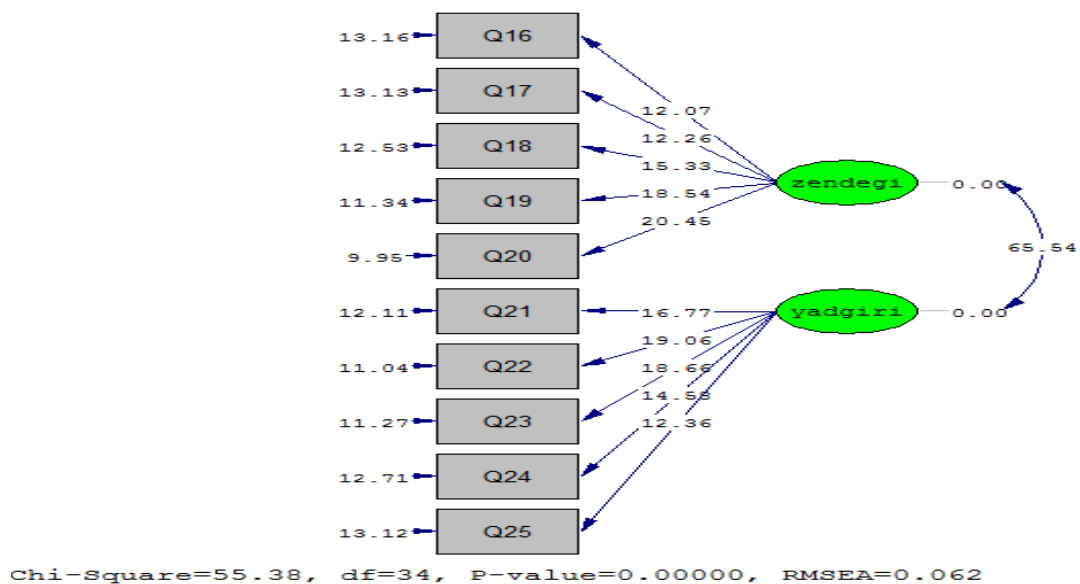 13.16 Q16
13.13 Q17
12.07
12.26
12.53 Q18
15.33
zendegi 0.00
11.34 Q19
18.54
20.45
65.54
9.95 Q20
12.11 Q21
16.77
yadgiri 0.00
19.06
11.04 Q22
18.66
14.58
11.27 Q23
12.36
12.71 Q24
13.12 Q25
Chi-Square=55.38, df=34, P-value=0.00000, RMSEA=0.062